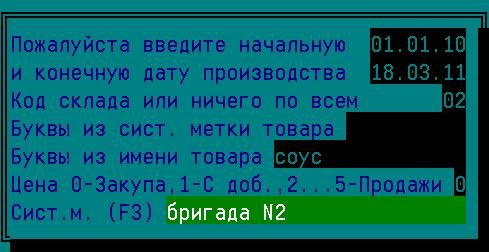 Пожалуйста введите начальную 01.01.10
и конечную дату производства 18.03.11
Код склада или ничего по всем 02
Буквы из сист. метки товара
Буквы из имени товара соус
Цена 0-Закупа,1-С доб.,2...5-Продажи 0
Сист.м. (F3) бригада N2